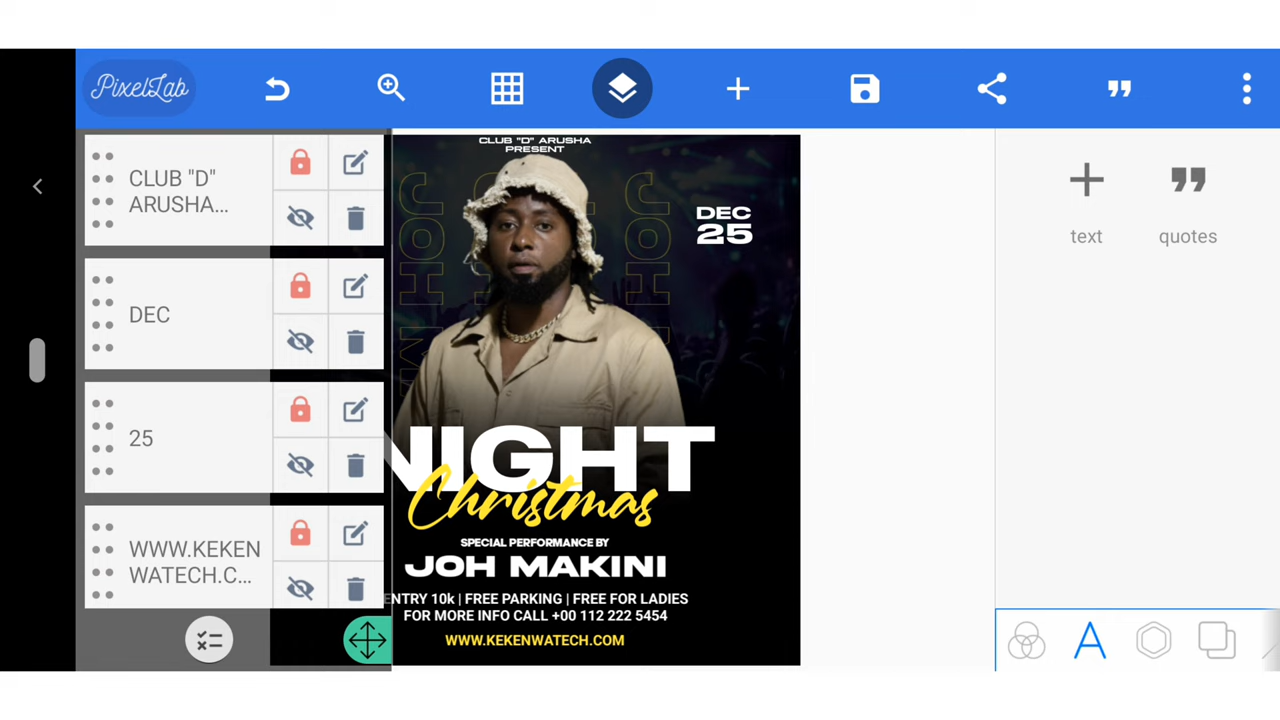 PixelLab
CLUB "D"
ARUSHA...
DEC
25
WWW.KEKEN
WATECH.C...
CLUB "D" ARUSHA
PRESENT
JOH M
JOH
DEC
25
NIGHT
Christmas
SPECIAL PERFORMANCE BY
JOH MAKINI
ENTRY 10k | FREE PARKING | FREE FOR LADIES
FOR MORE INFO CALL +00 112 222 5454
WWW.KEKENWATECH.COM
text
quotes